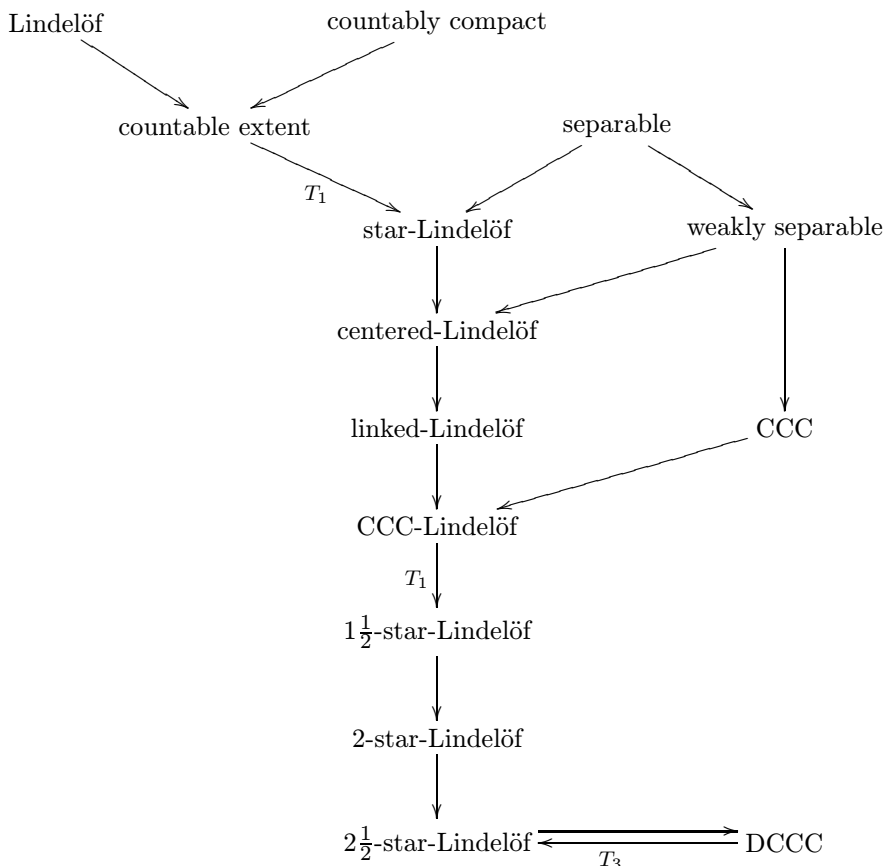 Lindelöf
countably compact
countable extent
separable
T₁
star-Lindelöf
weakly separable
centered-Lindelöf
linked-Lindelöf
CCC
CCC-Lindelöf
T₁
1½-star-Lindelöf
2-star-Lindelöf
2½-star-Lindelöf
DCCC
T₃